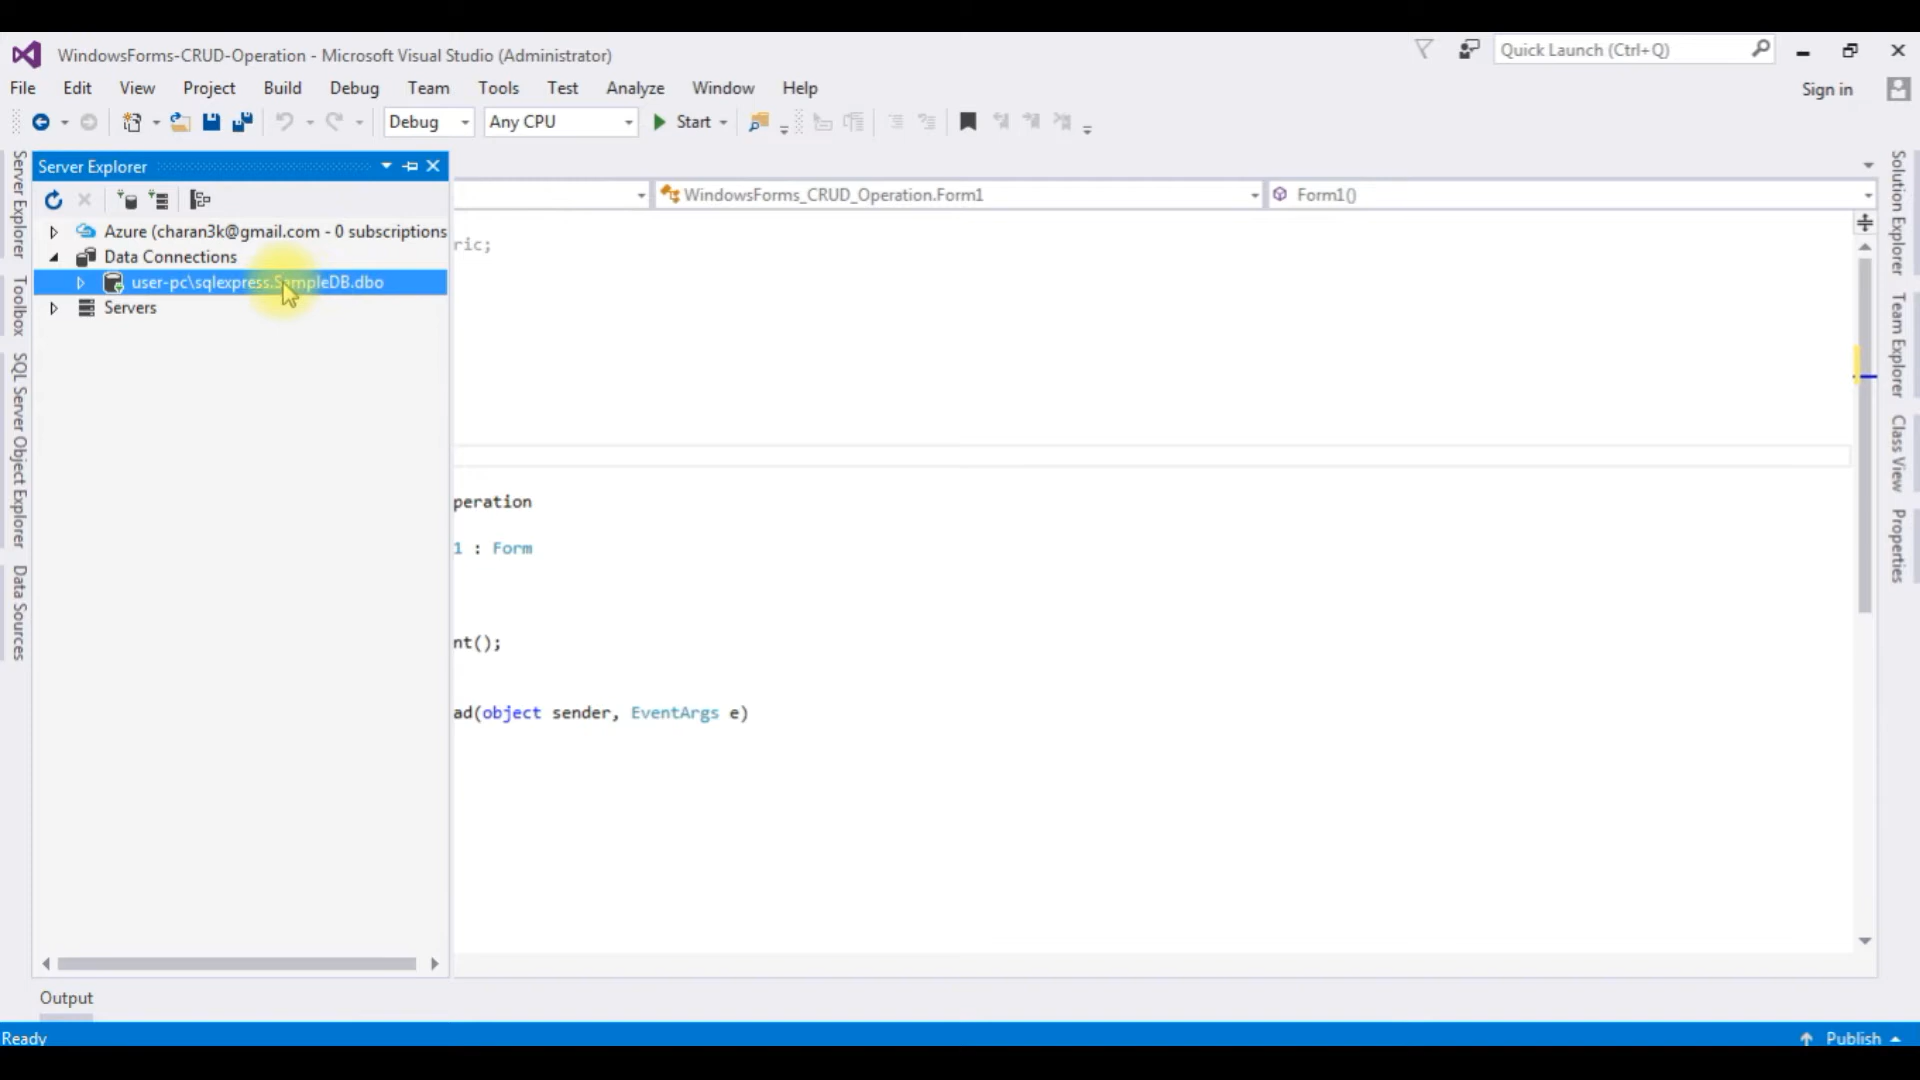 WindowsForms-CRUD-Operation - Microsoft Visual Studio (Administrator)
Quick Launch (Ctrl+Q)
File Edit View Project Build Debug Team Tools Test Analyze Window Help
Sign in
Debug Any CPU Start
Server Explorer
WindowsForms_CRUD_Operation.Form1
Form1()
Azure (charan3k@gmail.com - 0 subscriptions
ric;
Data Connections
user-pc\sqlexpress.SampleDB.dbo
Servers
peration
1 : Form
nt();
ad(object sender, EventArgs e)
Server Explorer
Toolbox
SQL Server Object Explorer
Data Sources
Solution Explorer
Team Explorer
Class View
Properties
Output
Ready
Publish